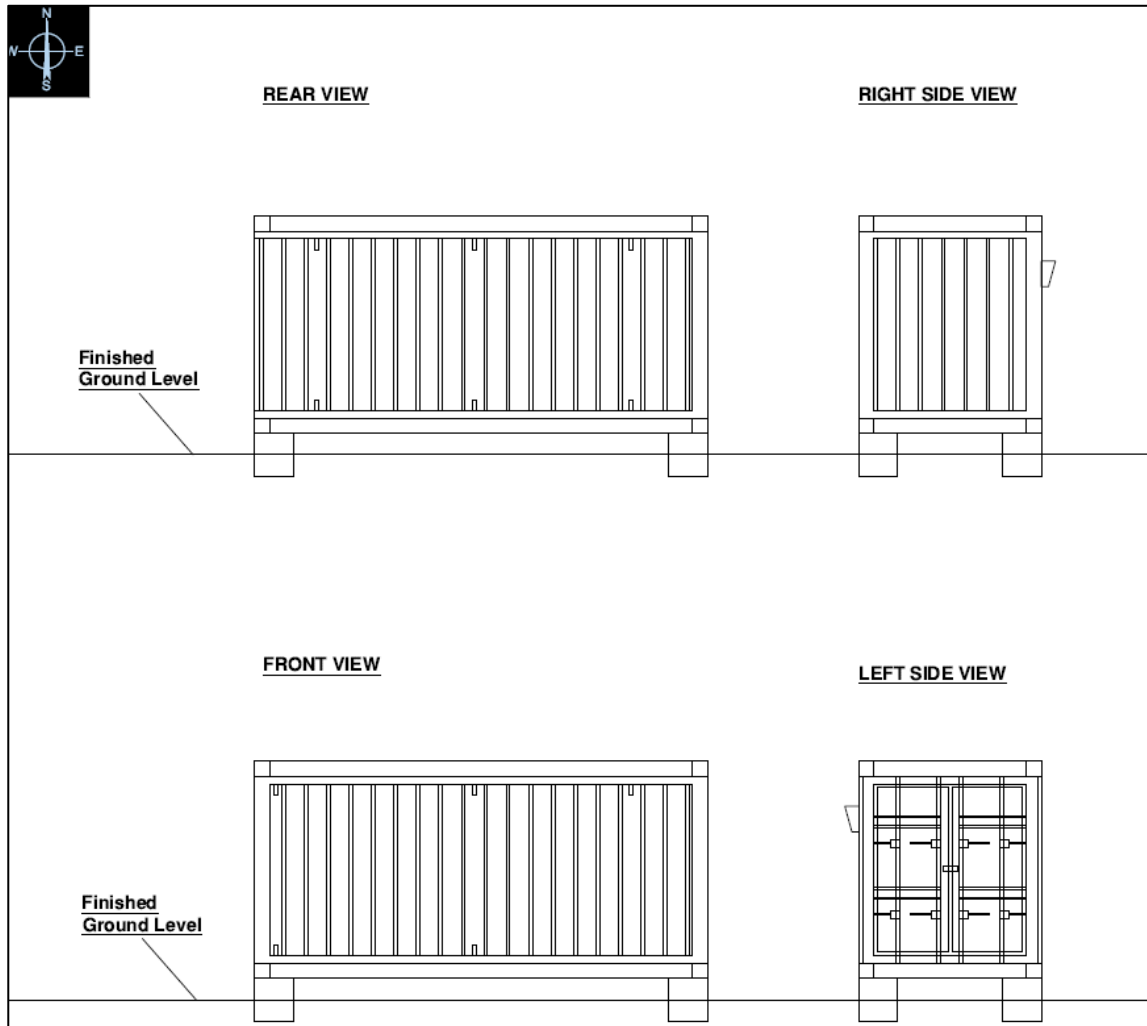 N
W E
S
REAR VIEW
RIGHT SIDE VIEW
Finished
Ground Level
FRONT VIEW
LEFT SIDE VIEW
Finished
Ground Level